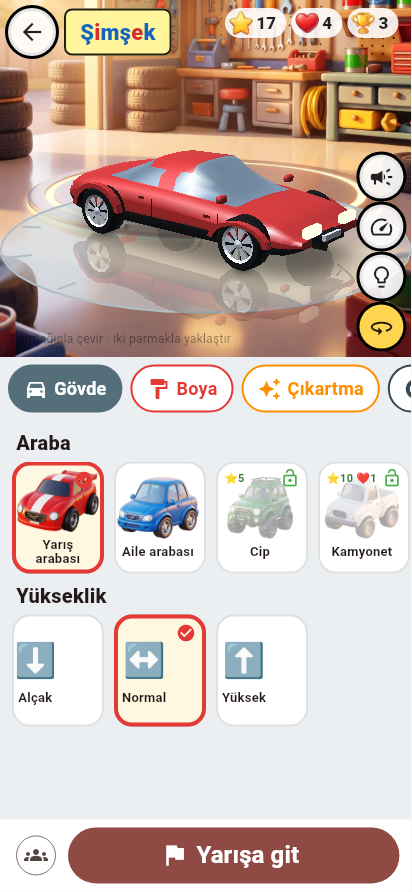 Şimşek
17
4
3
çevir · iki parmakla yaklaştır
Gövde
Boya
Çıkartma
Araba
5
10
1
Yarış
arabası
Aile arabası
Cip
Kamyonet
Yükseklik
Alçak
Normal
Yüksek
Yarışa git